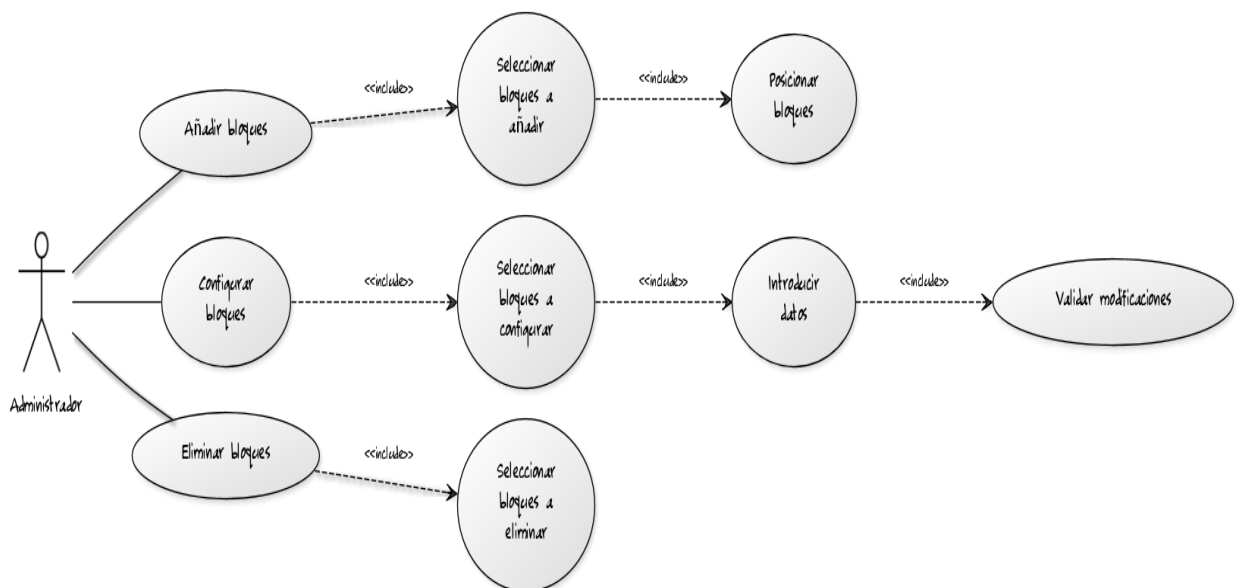 <<include>>
Seleccionar
bloques a
añadir
<<include>>
Posicionar
bloques
Añadir bloques
Configurar
bloques
<<include>>
Seleccionar
bloques a
configurar
<<include>>
Introducir
datos
<<include>>
Validar modificaciones
Administrador
Eliminar bloques
<<include>>
Seleccionar
bloques a
eliminar